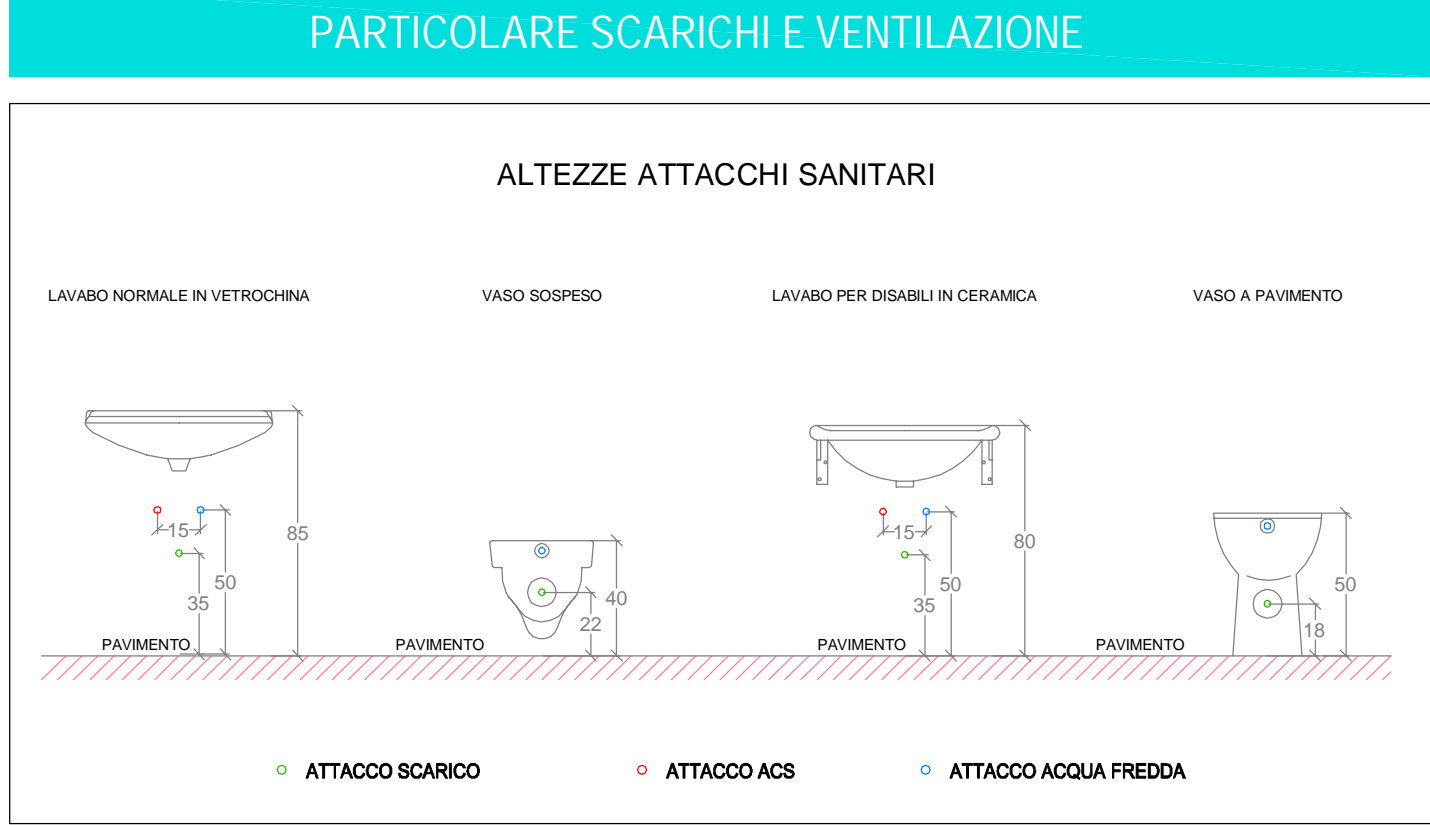 PARTICOLARE SCARICHI E VENTILAZIONE
ALTEZZE ATTACCHI SANITARI
LAVABO NORMALE IN VETROCHINA
VASO SOSPESO
LAVABO PER DISABILI IN CERAMICA
VASO A PAVIMENTO
15
85
50
35
PAVIMENTO
40
22
PAVIMENTO
15
80
50
35
PAVIMENTO
50
18
PAVIMENTO
ATTACCO SCARICO
ATTACCO ACS
ATTACCO ACQUA FREDDA